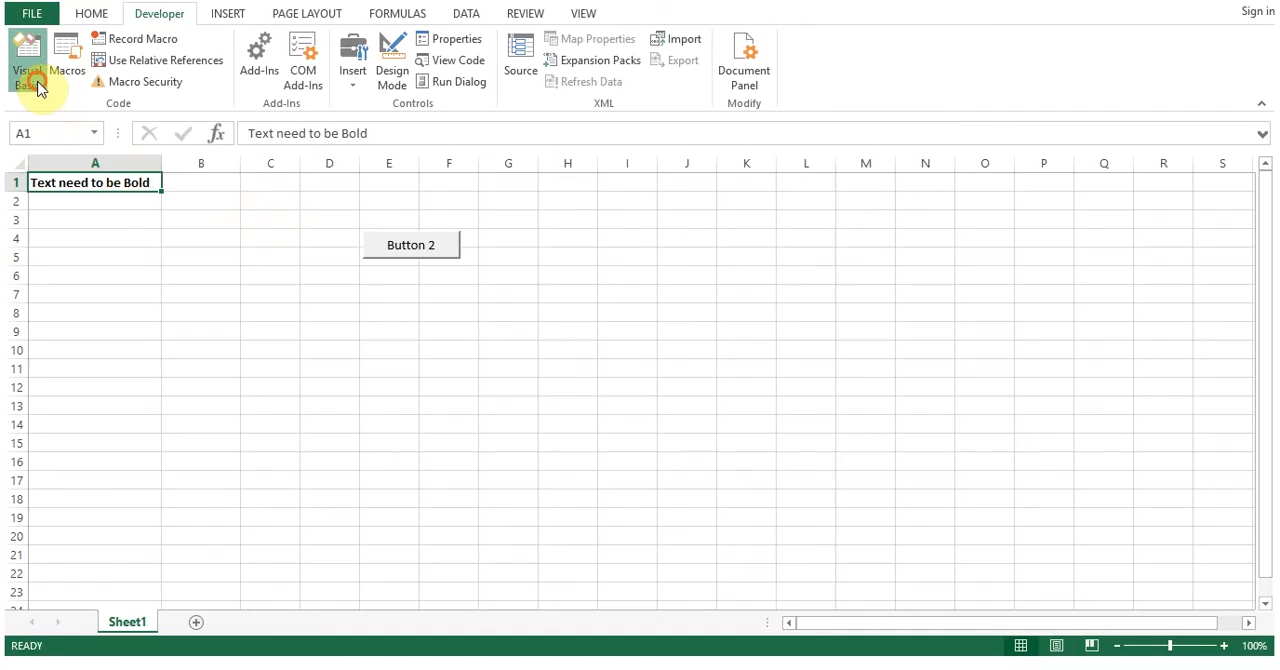 FILE HOME Developer INSERT PAGE LAYOUT FORMULAS DATA REVIEW VIEW Sign in
Visual Basic
Macros
Record Macro
Use Relative References
Macro Security
Code
Add-Ins
COM
Add-Ins
Add-Ins
Insert
Design
Mode
Properties
View Code
Run Dialog
Controls
Source
Map Properties
Expansion Packs
Refresh Data
Import
Export
XML
Document
Panel
Modify
A1 fx Text need to be Bold
A B C D E F G H I J K L M N O P Q R S
1 Text need to be Bold
2
3
4
Button 2
5
6
7
8
9
10
11
12
13
14
15
16
17
18
19
20
21
22
23
24
Sheet1
READY 100%